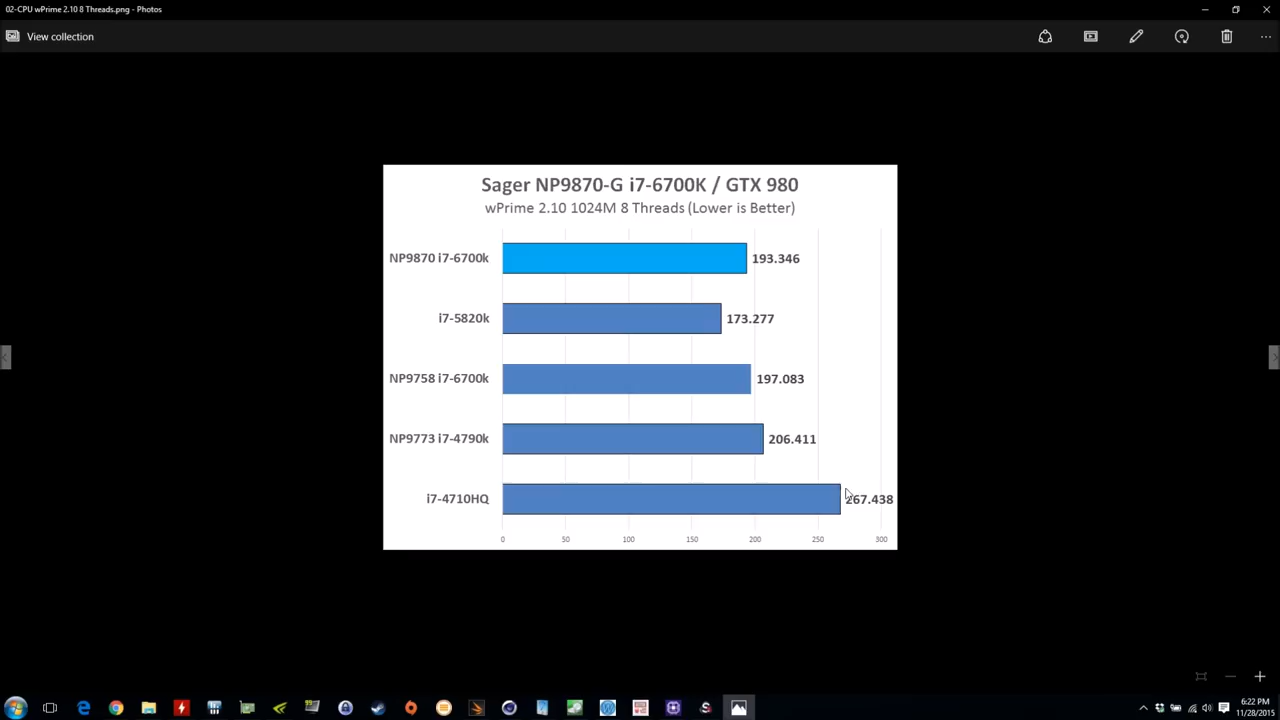 02-CPU wPrime 2.10 8 Threads.png - Photos
View collection
Sager NP9870-G i7-6700K / GTX 980
wPrime 2.10 1024M 8 Threads (Lower is Better)
NP9870 i7-6700k 193.346
i7-5820k 173.277
NP9758 i7-6700k 197.083
NP9773 i7-4790k 206.411
i7-4710HQ 267.438
0 50 100 150 200 250 300
6:22 PM
11/28/2015